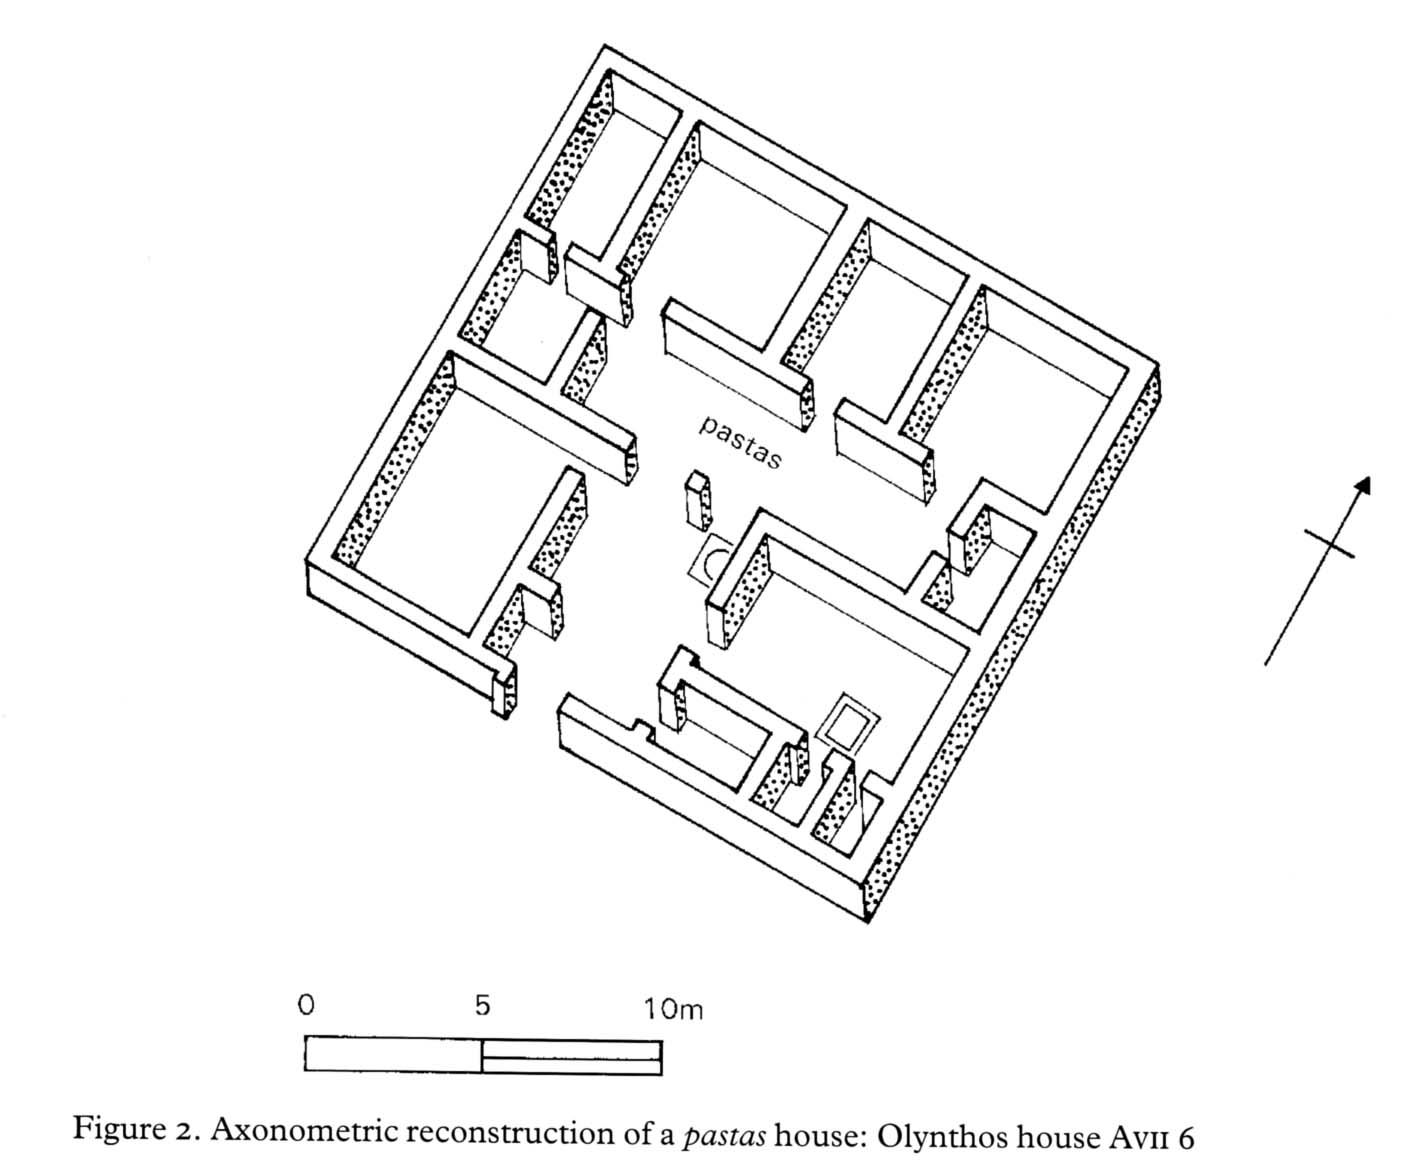 pastas
0 5 10m
Figure 2. Axonometric reconstruction of a pastas house: Olynthos house AVII 6